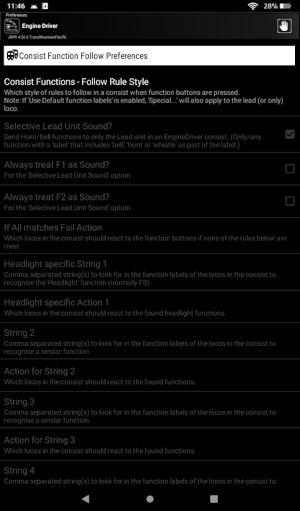 11:46
28%
Preferences
Engine Driver
JMRI 4.26.0 TransMountainPacific
Consist Function Follow Preferences
Consist Functions - Follow Rule Style
Which style of rules to follow in a consist when function buttons are pressed.
Note: If 'Use Default function labels' is enabled, 'Special...' will also apply to the lead (or only)
loco.
Selective Lead Unit Sound?
Send Horn/Bell functions to only the Lead unit in an EngineDriver consist. (Only/any
function with a 'label' that includes 'bell', 'horn' or 'whistle' as part of the label.)
Always treat F1 as Sound?
For the 'Selective Lead Unit Sound' option
Always treat F2 as Sound?
For the 'Selective Lead Unit Sound' option
If All matches Fail Action
Which locos in the consist should react to the function buttons if none of the rules below are
meet.
Headlight specific String 1
Comma separated string(s) to look for in the function labels of the locos in the consist to
recognise the 'Headlight' function (normally F0).
Headlight specific Action 1
Which locos in the consist should react to the found headlight functions.
String 2
Comma separated string(s) to look for in the function labels of the locos in the consist to
recognise a similar function.
Action for String 2
Which locos in the consist should react to the found functions.
String 3
Comma separated string(s) to look for in the function labels of the locos in the consist to
recognise a similar function.
Action for String 3
Which locos in the consist should react to the found functions.
String 4
Comma separated string(s) to look for in the function labels of the locos in the consist to